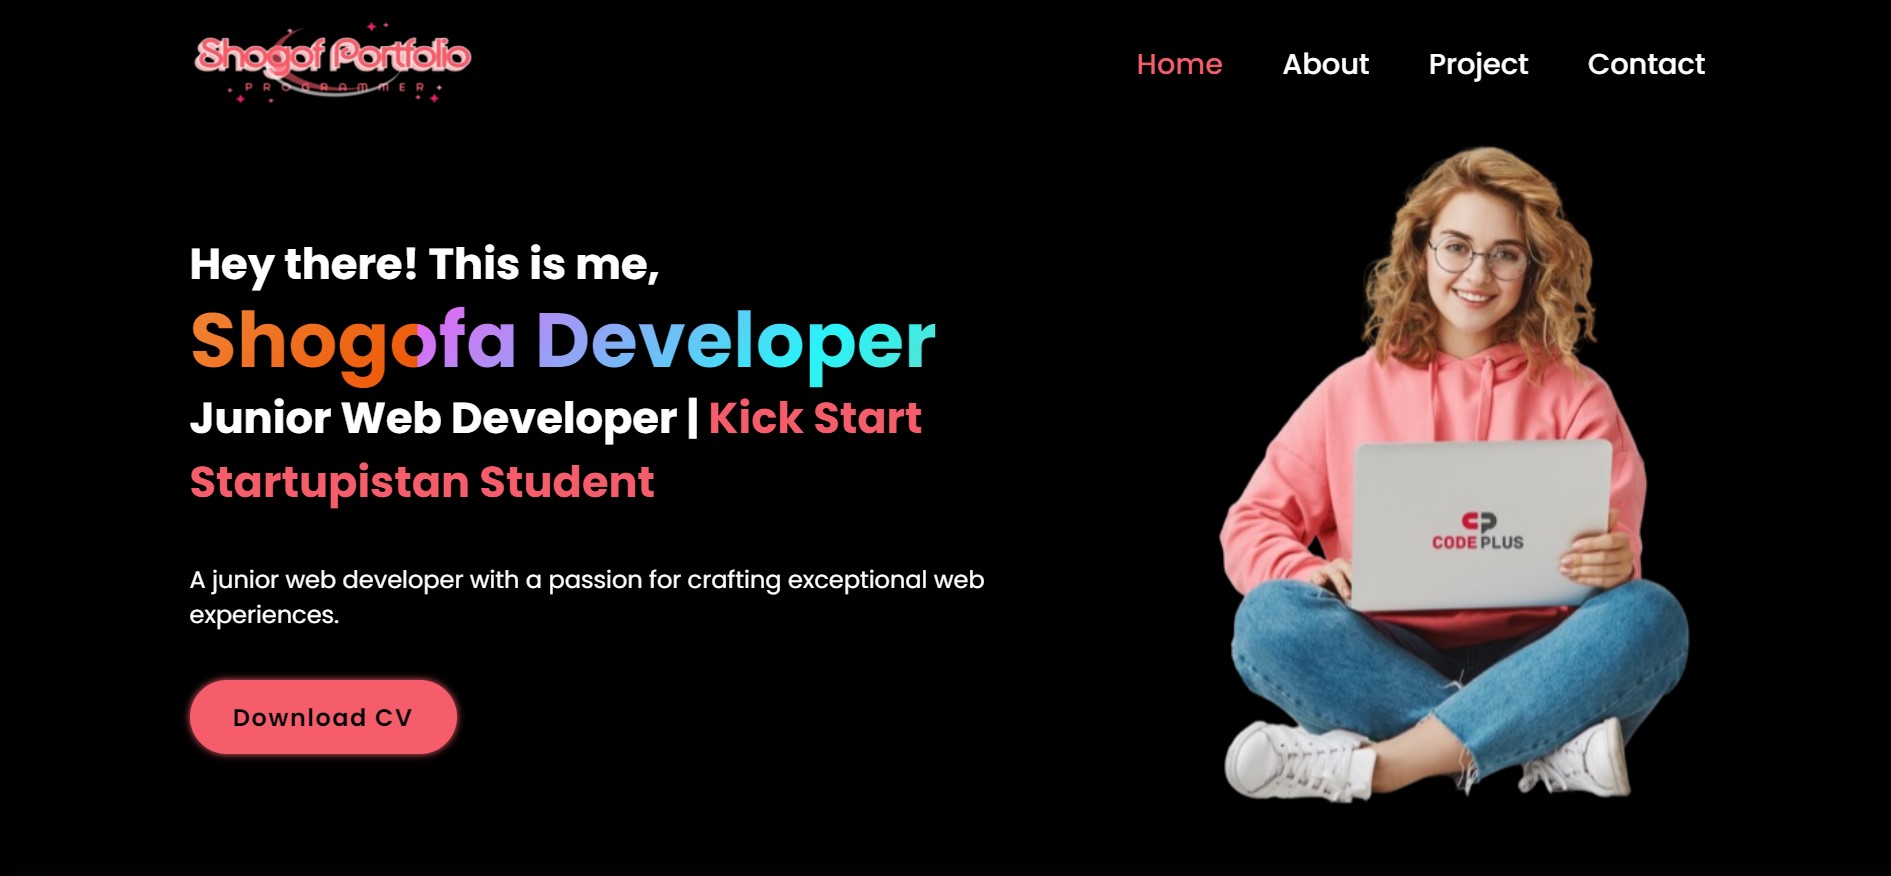 Shogof Portfolio
PROGRAMMER
Home About Project Contact
Hey there! This is me,
Shogofa Developer
Junior Web Developer | Kick Start
Startupistan Student
A junior web developer with a passion for crafting exceptional web
experiences.
Download CV
CODE PLUS